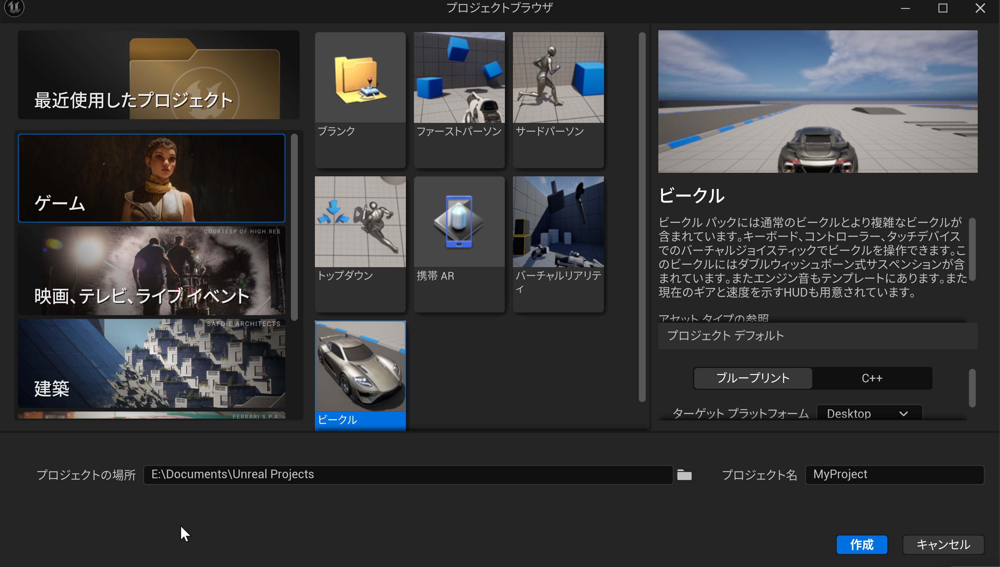 プロジェクトブラウザ
最近使用したプロジェクト
ゲーム
COURTESY OF HIGH RES
映画、テレビ、ライブ イベント
SAFDIE ARCHITECTS
建築
FERRARI S.P.A.
ブランク
ファーストパーソン
サードパーソン
トップダウン
携帯 AR
バーチャルリアリテ
ィ
ビークル
ビークル
ビークル パックには通常のビークルとより複雑なビークルが
含まれています。キーボード、コントローラー、タッチデバイス
でのバーチャルジョイスティックでビークルを操作できます。こ
のビークルにはダブルウィッシュボーン式サスペンションが含
まれています。またエンジン音もテンプレートにあります。また
現在のギアと速度を示すHUDも用意されています。
アセット タイプの参照
プロジェクト デフォルト
ブループリント
C++
ターゲット プラットフォーム
Desktop
プロジェクトの場所
E:\Documents\Unreal Projects
プロジェクト名
MyProject
作成
キャンセル